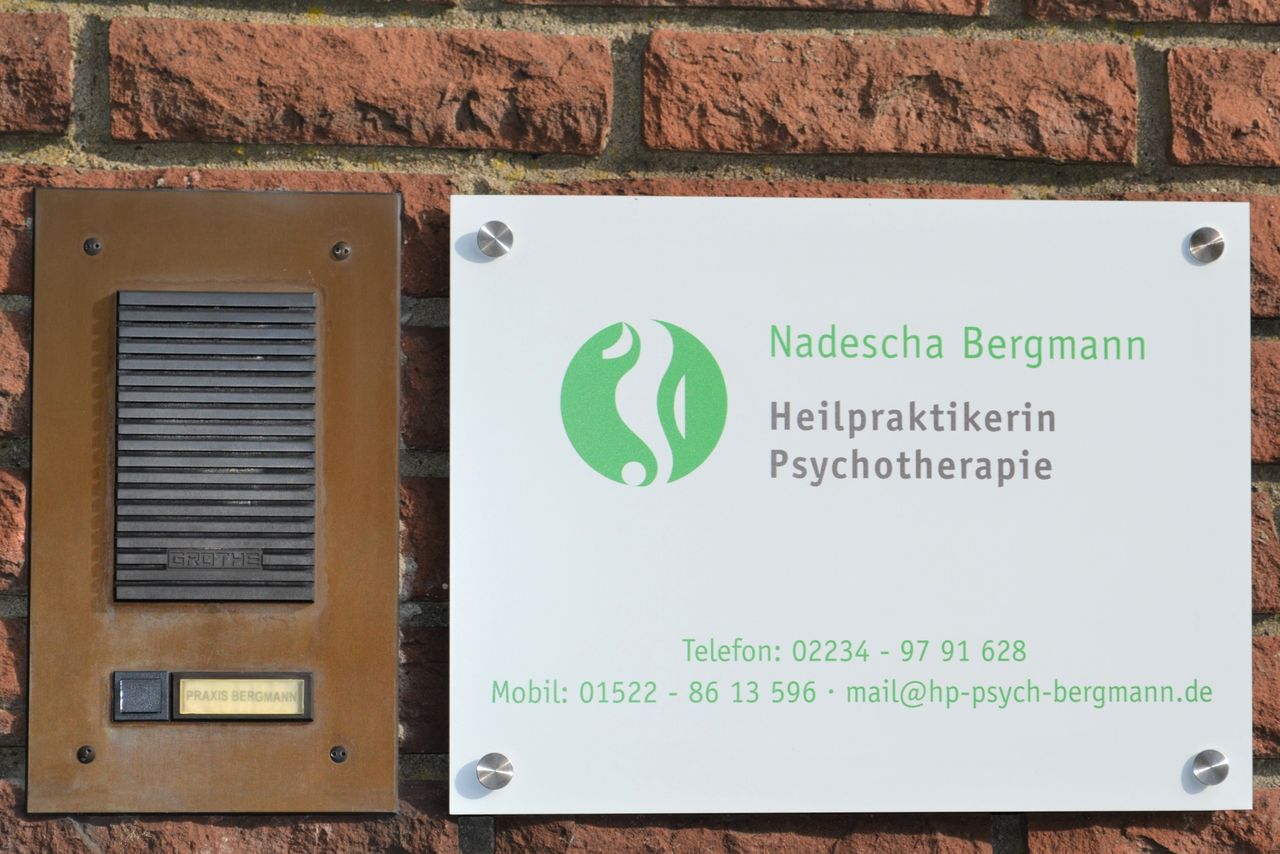 GROTHE
PRAXIS BERGMANN
Nadescha Bergmann
Heilpraktikerin
Psychotherapie
Telefon: 02234 - 97 91 628
Mobil: 01522 - 86 13 596 · mail@hp-psych-bergmann.de